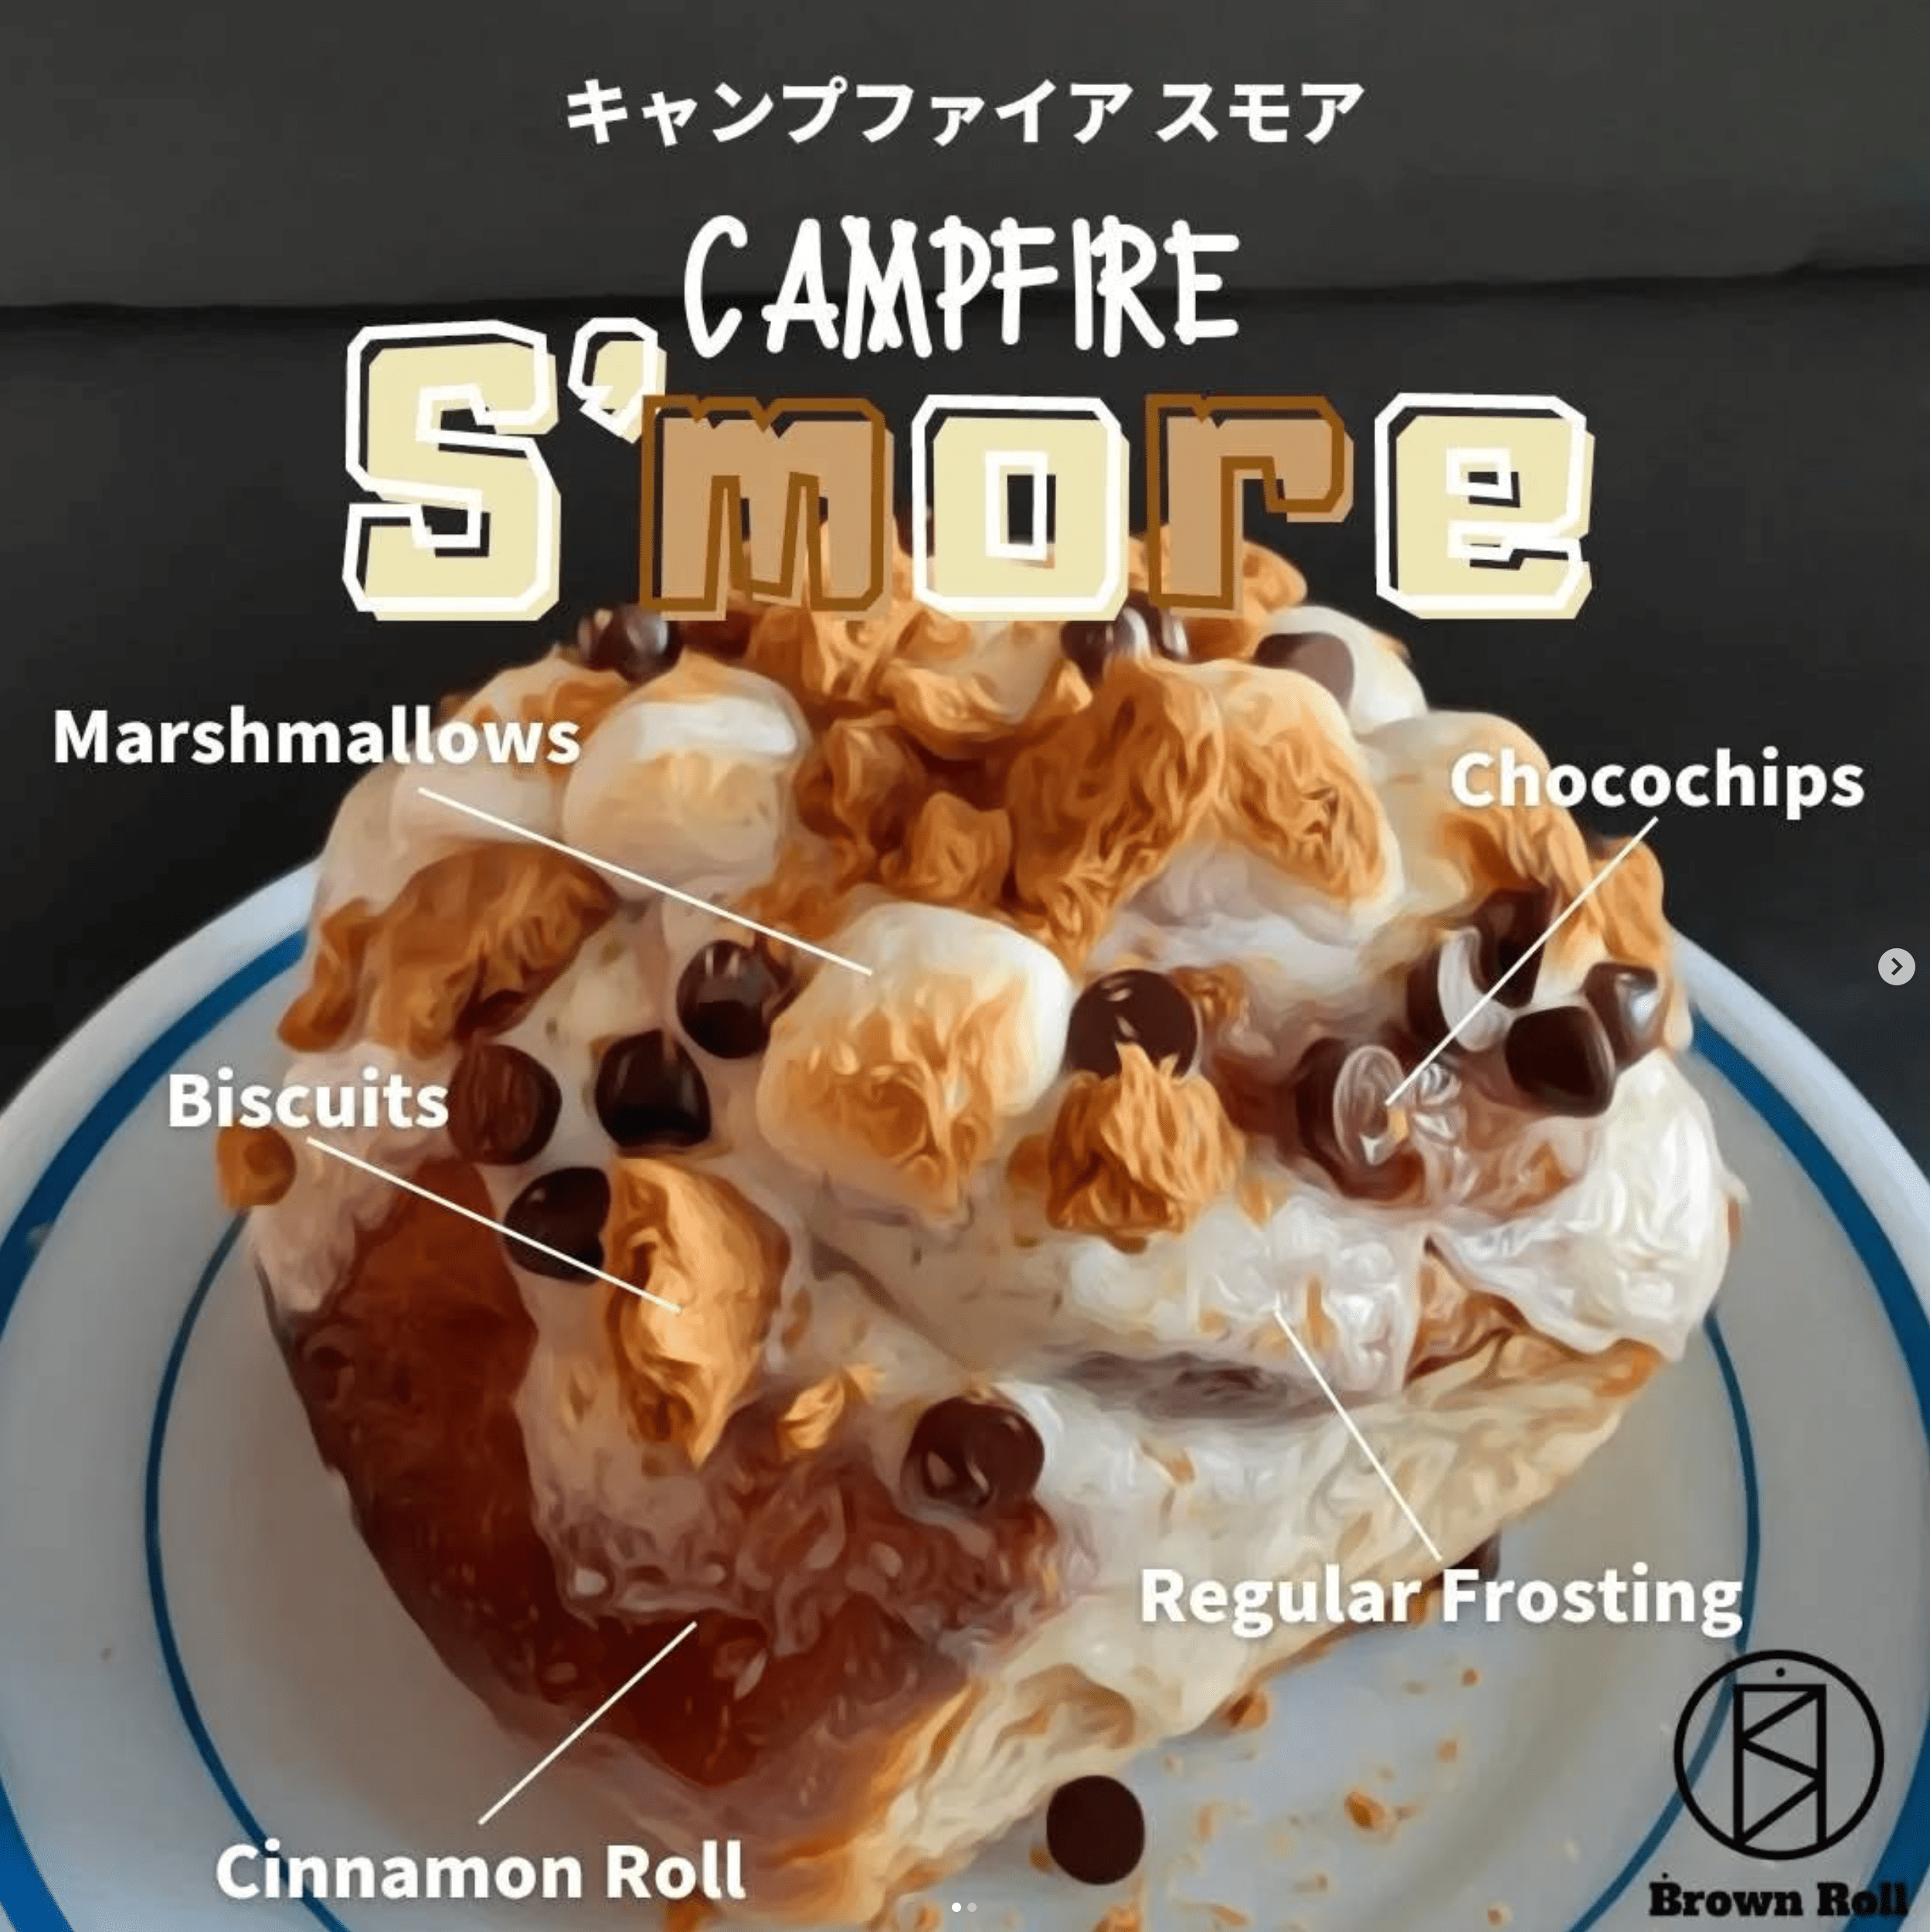 キャンプファイア スモア
CAMPFIRE
S'more
Marshmallows
Chocochips
Biscuits
Regular Frosting
Cinnamon Roll
Brown Roll